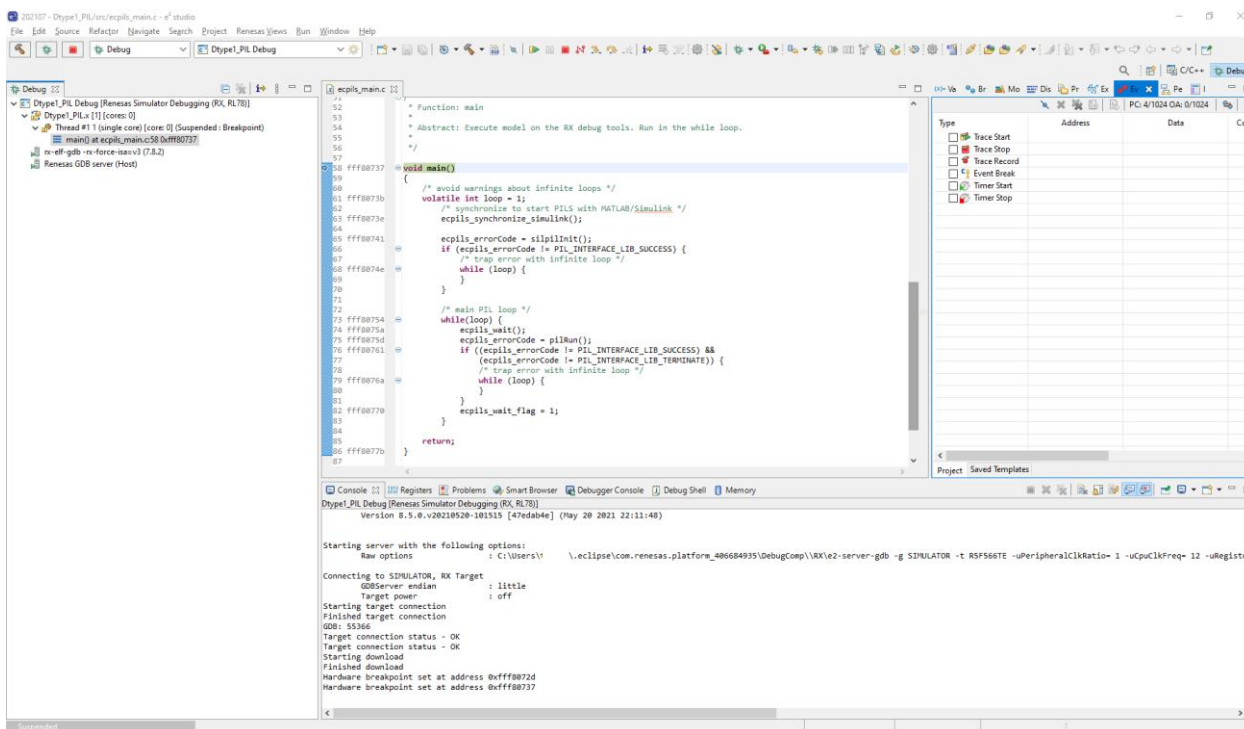 202107 - Dtype1_PIL/src/ecpils_main.c - e² studio
File Edit Source Refactor Navigate Search Project Renesas Views Run Window Help
Debug
Dtype1_PIL Debug
C/C++
Debu
Debug
Dtype1_PIL Debug [Renesas Simulator Debugging (RX, RL78)]
Dtype1_PIL.x [1] [cores: 0]
Thread #1 1 (single core) [core: 0] (Suspended : Breakpoint)
main() at ecpils_main.c:58 0xfff80737
rx-elf-gdb -rx-force-isa=v3 (7.8.2)
Renesas GDB server (Host)
ecpils_main.c
52 * Function: main
53 *
54 * Abstract: Execute model on the RX debug tools. Run in the while loop.
55 *
56 */
57
58 fff80737 void main()
59 {
60 /* avoid warnings about infinite loops */
61 fff8073b volatile int loop = 1;
62 /* synchronize to start PILS with MATLAB/Simulink */
63 fff8073e ecpils_synchronize_simulink();
64
65 fff80741 ecpils_errorCode = silpilInit();
66 if (ecpils_errorCode != PIL_INTERFACE_LIB_SUCCESS) {
67 /* trap error with infinite loop */
68 fff8074e while (loop) {
69 }
70 }
71
72 /* main PIL loop */
73 fff80754 while(loop) {
74 fff8075a ecpils_wait();
75 fff8075d ecpils_errorCode = pilRun();
76 fff80761 if ((ecpils_errorCode != PIL_INTERFACE_LIB_SUCCESS) &&
77 (ecpils_errorCode != PIL_INTERFACE_LIB_TERMINATE)) {
78 /* trap error with infinite loop */
79 fff8076a while (loop) {
80 }
81 }
82 fff80770 ecpils_wait_flag = 1;
83 }
84
85 return;
86 fff8077b }
87
Va Br Mo Dis Pr Ex Ev Pe I
PC: 4/1024 OA: 0/1024
Type Address Data Co
Trace Start
Trace Stop
Trace Record
Event Break
Timer Start
Timer Stop
Project Saved Templates
Console Registers Problems Smart Browser Debugger Console Debug Shell Memory
Dtype1_PIL Debug [Renesas Simulator Debugging (RX, RL78)]
Version 8.5.0.v20210520-101515 [47edab4e] (May 20 2021 22:11:48)
Starting server with the following options:
Raw options : C:\Users\ \.eclipse\com.renesas.platform_406684935\DebugComp\\RX\e2-server-gdb -g SIMULATOR -t R5F566TE -uPeripheralClkRatio= 1 -uCpuClkFreq= 12 -uRegiste
Connecting to SIMULATOR, RX Target
GDBServer endian : little
Target power : off
Starting target connection
Finished target connection
GDB: 55366
Target connection status - OK
Target connection status - OK
Starting download
Finished download
Hardware breakpoint set at address 0xfff8072d
Hardware breakpoint set at address 0xfff80737
Suspended